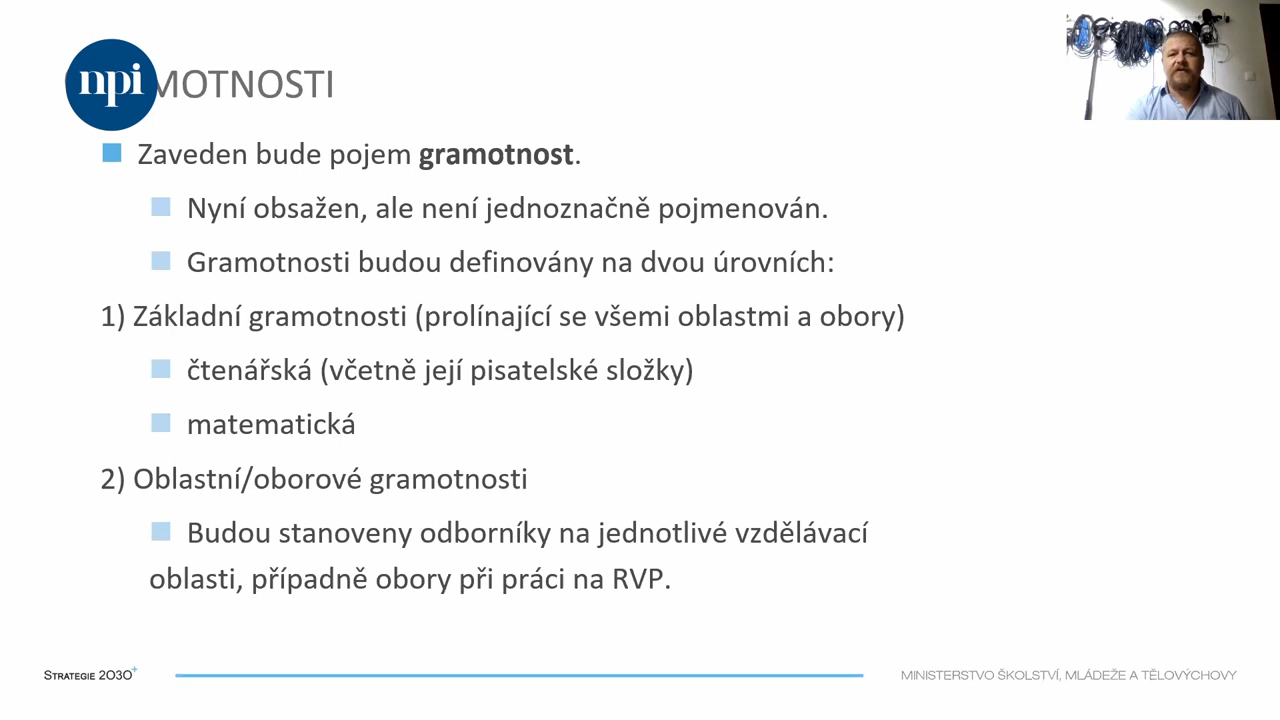 npi
MOTNOSTI
Zaveden bude pojem gramotnost.
Nyní obsažen, ale není jednoznačně pojmenován.
Gramotnosti budou definovány na dvou úrovních:
1) Základní gramotnosti (prolínající se všemi oblastmi a obory)
čtenářská (včetně její pisatelské složky)
matematická
2) Oblastní/oborové gramotnosti
Budou stanoveny odborníky na jednotlivé vzdělávací
oblasti, případně obory při práci na RVP.
STRATEGIE 2030+
MINISTERSTVO ŠKOLSTVÍ, MLÁDEŽE A TĚLOVÝCHOVY